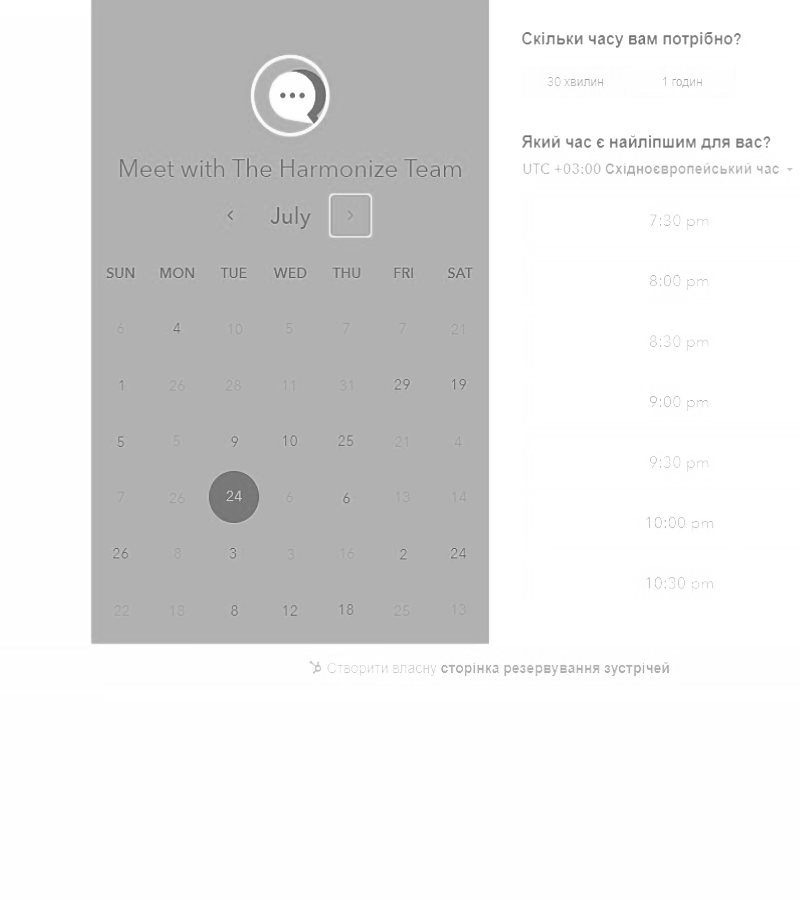 Meet with The Harmonize Team
July
SUN MON TUE WED THU FRI SAT
6 4 10 5 7 7 21
1 26 28 11 31 29 19
5 5 9 10 25 21 4
7 26 24 6 6 13 14
26 8 3 3 16 2 24
22 18 8 12 18 25 13
Скільки часу вам потрібно?
30 хвилин 1 годин
Який час є найліпшим для вас?
UTC +03:00 Східноєвропейський час
7:30 pm
8:00 pm
8:30 pm
9:00 pm
9:30 pm
10:00 pm
10:30 pm
Створити власну сторінка резервування зустрічей